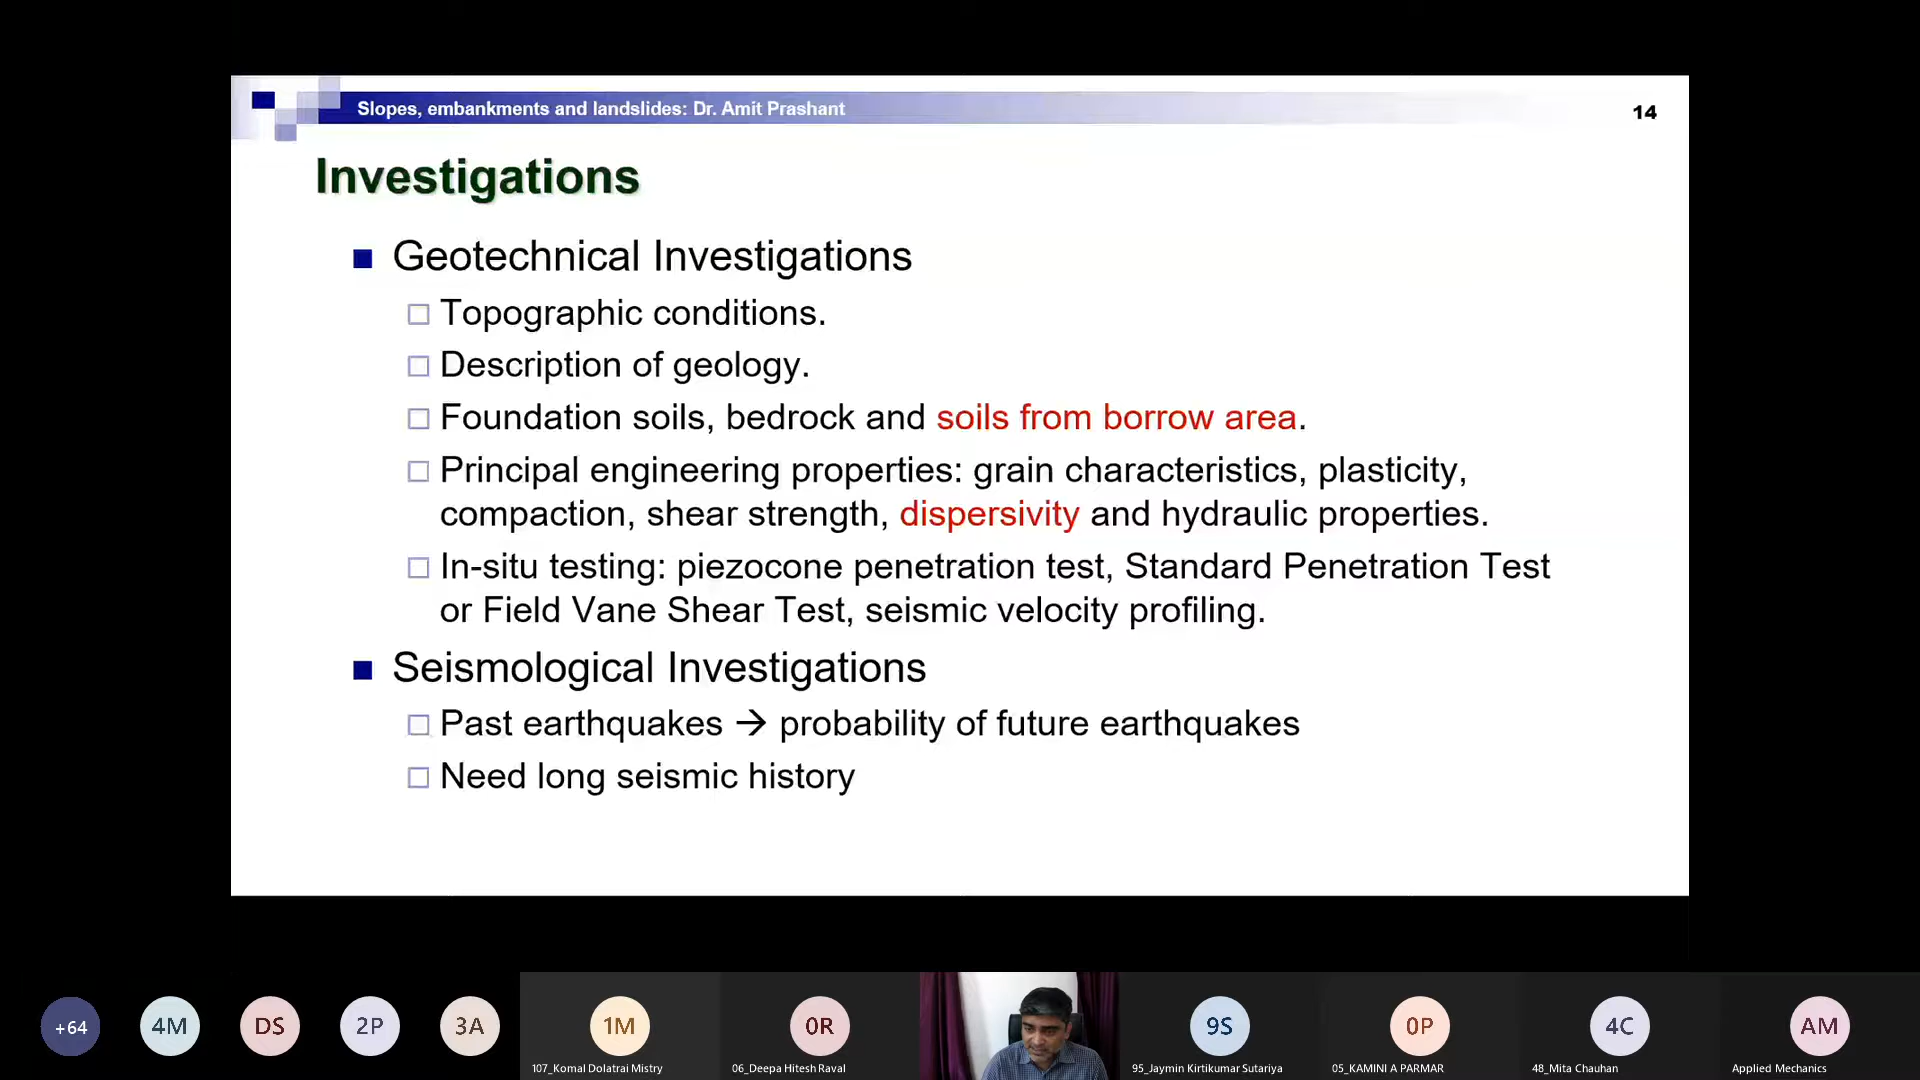 Slopes, embankments and landslides: Dr. Amit Prashant
14
Investigations
Geotechnical Investigations
Topographic conditions.
Description of geology.
Foundation soils, bedrock and soils from borrow area.
Principal engineering properties: grain characteristics, plasticity,
compaction, shear strength, dispersivity and hydraulic properties.
In-situ testing: piezocone penetration test, Standard Penetration Test
or Field Vane Shear Test, seismic velocity profiling.
Seismological Investigations
Past earthquakes → probability of future earthquakes
Need long seismic history
+64
4M
DS
2P
3A
1M
0R
9S
0P
4C
AM
107_Komal Dolatrai Mistry
06_Deepa Hitesh Raval
95_Jaymin Kirtikumar Sutariya
05_KAMINI A PARMAR
48_Mita Chauhan
Applied Mechanics